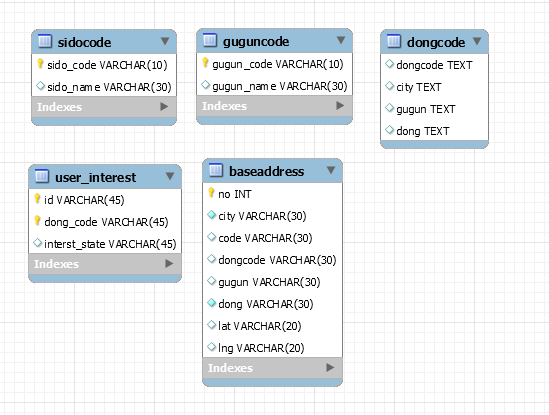 sidocode
sido_code VARCHAR(10)
sido_name VARCHAR(30)
Indexes
guguncode
gugun_code VARCHAR(10)
gugun_name VARCHAR(30)
Indexes
dongcode
dongcode TEXT
city TEXT
gugun TEXT
dong TEXT
user_interest
id VARCHAR(45)
dong_code VARCHAR(45)
interst_state VARCHAR(45)
Indexes
baseaddress
no INT
city VARCHAR(30)
code VARCHAR(30)
dongcode VARCHAR(30)
gugun VARCHAR(30)
dong VARCHAR(30)
lat VARCHAR(20)
lng VARCHAR(20)
Indexes